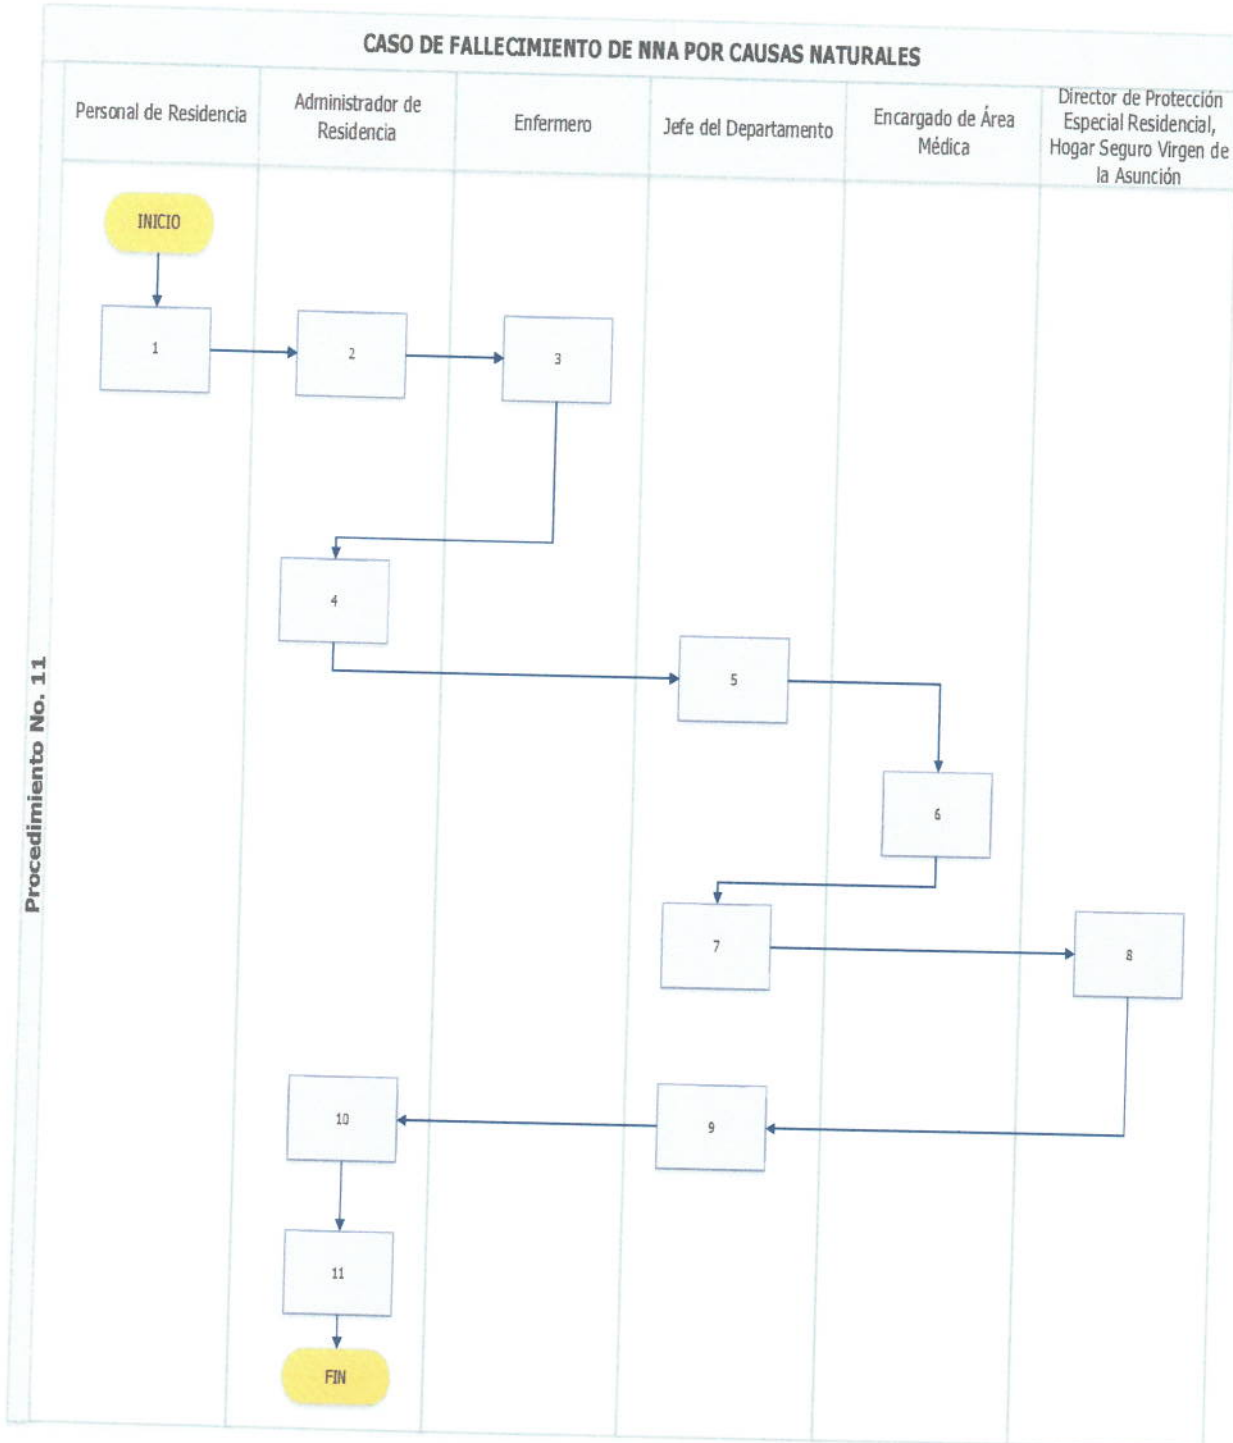 CASO DE FALLECIMIENTO DE NNA POR CAUSAS NATURALES
Procedimiento No. 11
Personal de Residencia
Administrador de
Residencia
Enfermero
Jefe del Departamento
Encargado de Área
Médica
Director de Protección
Especial Residencial,
Hogar Seguro Virgen de
la Asunción
INICIO
1
2
3
4
5
6
7
8
9
10
11
FIN